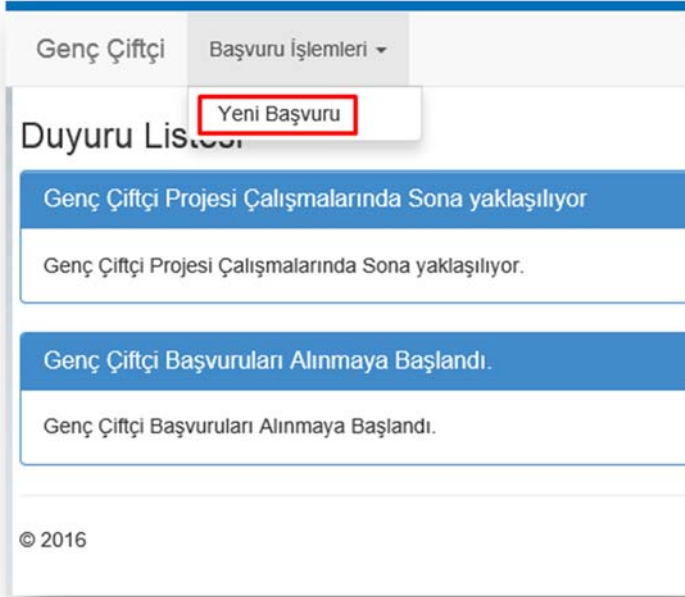 Genç Çiftçi
Başvuru İşlemleri
Yeni Başvuru
Duyuru Listesi
Genç Çiftçi Projesi Çalışmalarında Sona yaklaşılıyor
Genç Çiftçi Projesi Çalışmalarında Sona yaklaşılıyor.
Genç Çiftçi Başvuruları Alınmaya Başlandı.
Genç Çiftçi Başvuruları Alınmaya Başlandı.
© 2016